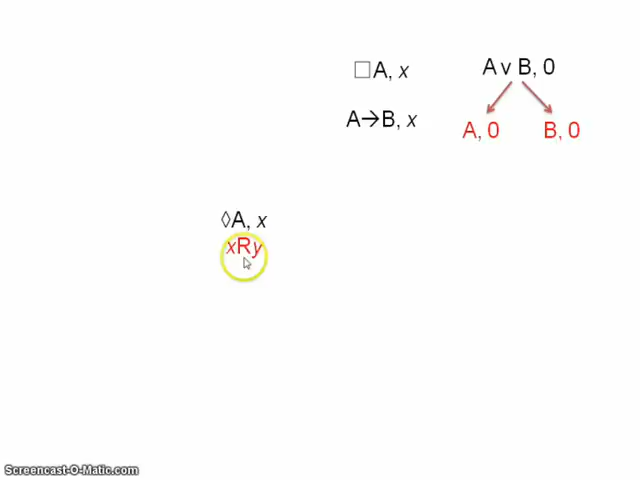 □A, x
A→B, x
A v B, 0
A, 0
B, 0
◊A, x
xRy
Screencast-O-Matic.com